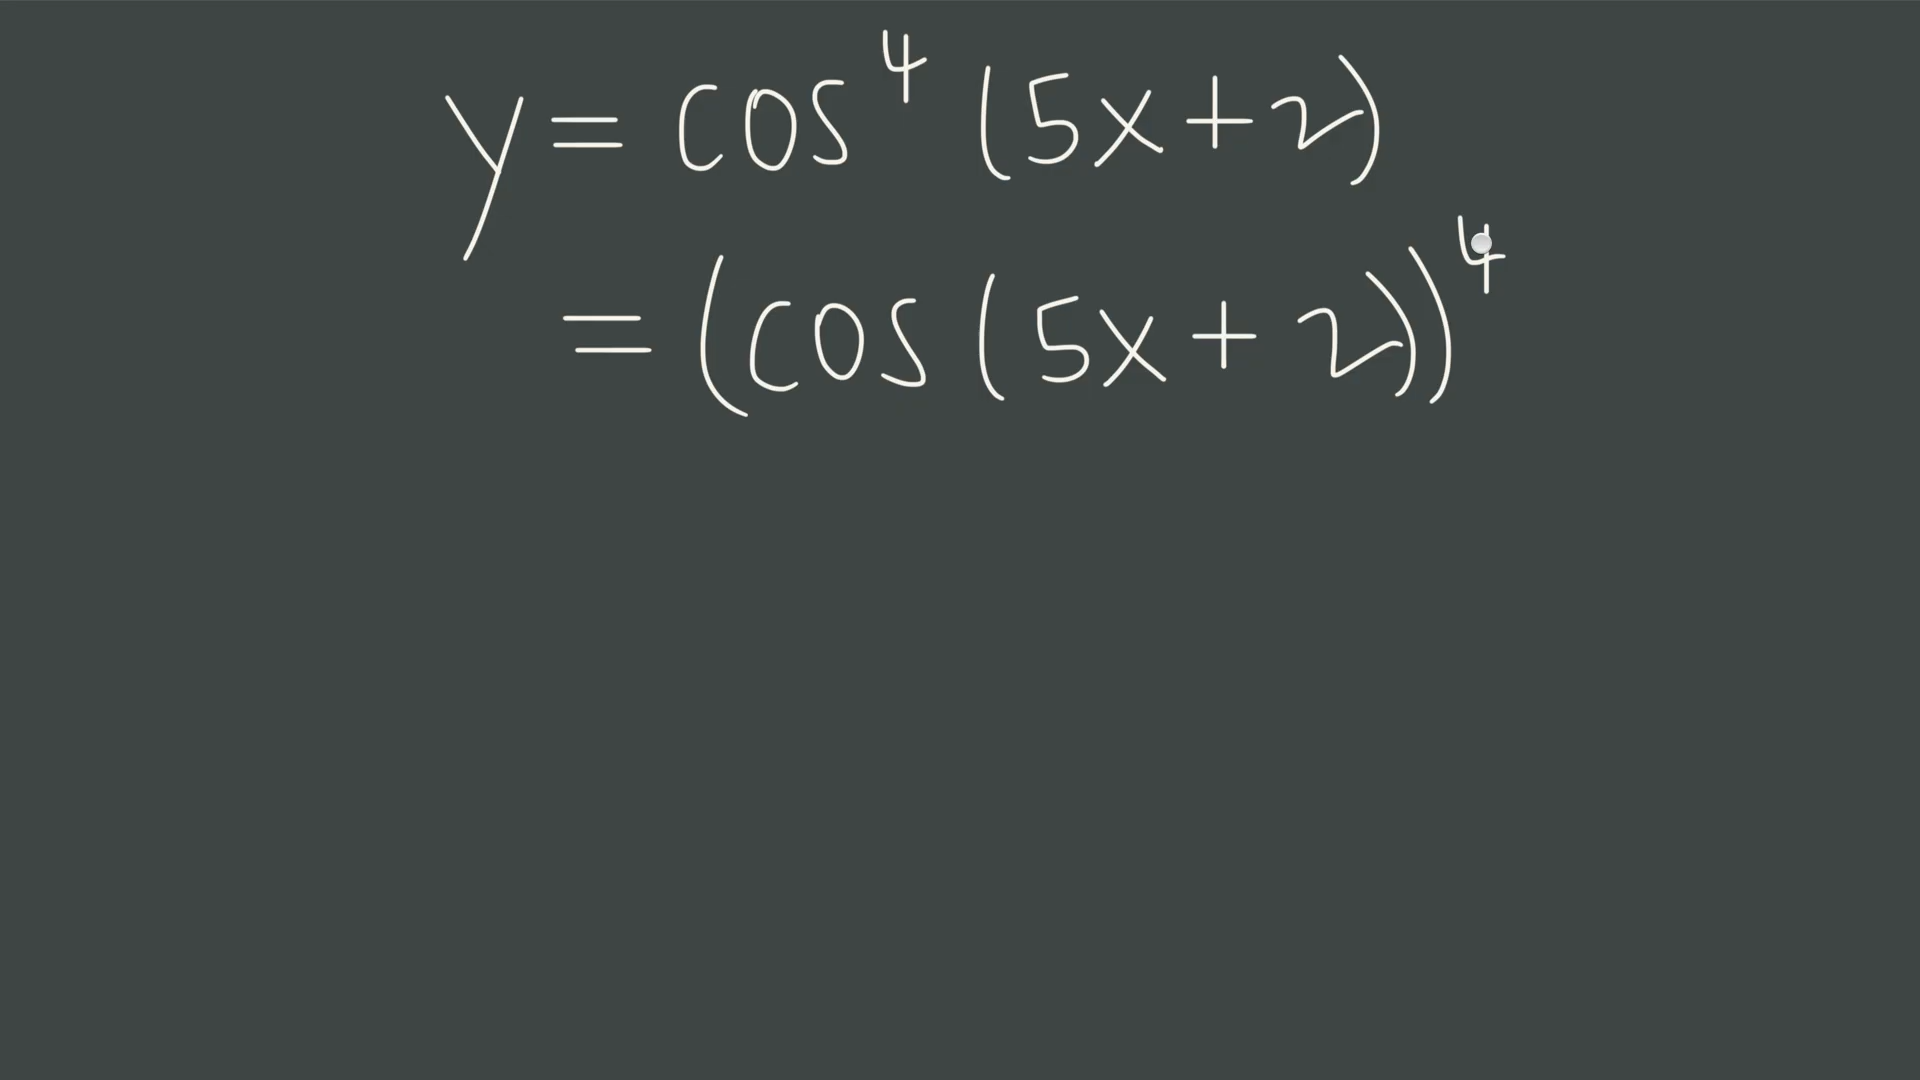 y = cos⁴ (5x + 2)
= (cos (5x + 2))⁴